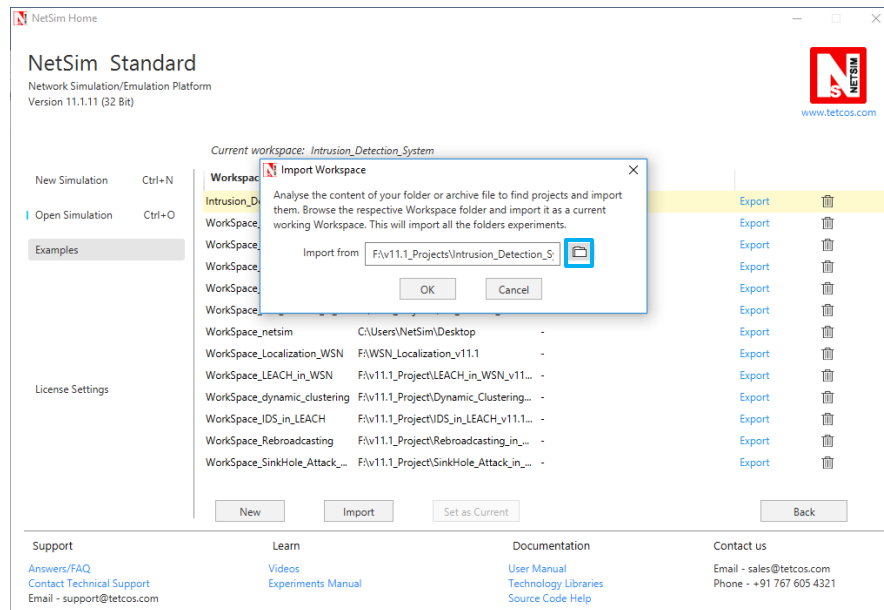 NetSim Home
NetSim Standard
Network Simulation/Emulation Platform
Version 11.1.11 (32 Bit)
NETSIM
www.tetcos.com
Current workspace: Intrusion_Detection_System
New Simulation Ctrl+N
Open Simulation Ctrl+O
Examples
License Settings
Import Workspace
Analyse the content of your folder or archive file to find projects and import
them. Browse the respective Workspace folder and import it as a current
working Workspace. This will import all the folders experiments.
Import from F:\v11.1_Projects\Intrusion_Detection_Sy
OK Cancel
Workspac
Intrusion_De Export
WorkSpace_ Export
WorkSpace_ Export
WorkSpace_ Export
WorkSpace_ Export
WorkSpace_ Export
WorkSpace_netsim C:\Users\NetSim\Desktop - Export
WorkSpace_Localization_WSN F:\WSN_Localization_v11.1 - Export
WorkSpace_LEACH_in_WSN F:\v11.1_Project\LEACH_in_WSN_v11... - Export
WorkSpace_dynamic_clustering F:\v11.1_Project\Dynamic_Clustering... - Export
WorkSpace_IDS_in_LEACH F:\v11.1_Project\IDS_in_LEACH_v11.1... - Export
WorkSpace_Rebroadcasting F:\v11.1_Project\Rebroadcasting_in_... - Export
WorkSpace_SinkHole_Attack_... F:\v11.1_Project\SinkHole_Attack_in_... - Export
New Import Set as Current Back
Support Learn Documentation Contact us
Answers/FAQ Videos User Manual Email - sales@tetcos.com
Contact Technical Support Experiments Manual Technology Libraries Phone - +91 767 605 4321
Email - support@tetcos.com Source Code Help